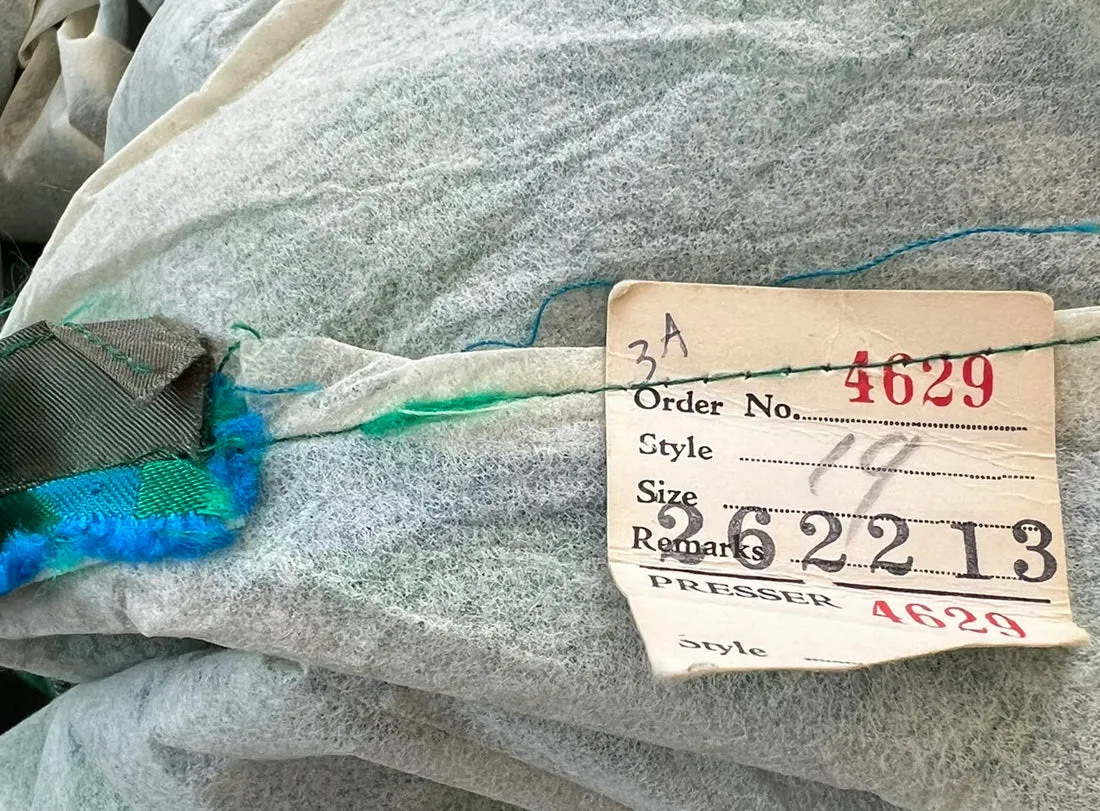 3A
Order No. 4629
Style 19
Size
262213
Remarks
PRESSER 4629
Style